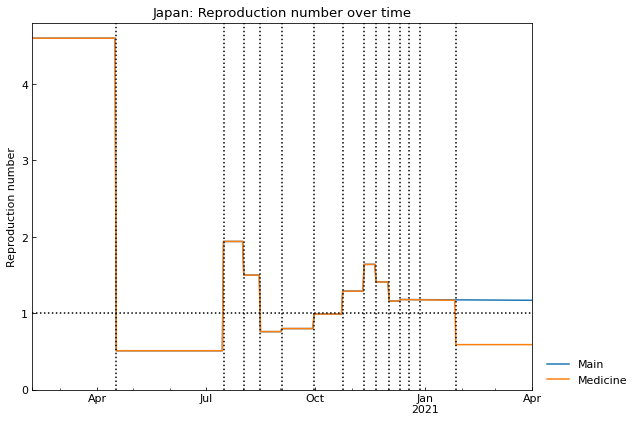 Japan: Reproduction number over time
Reproduction number
4
3
2
1
0
Apr
Jul
Oct
Jan
2021
Apr
Main
Medicine